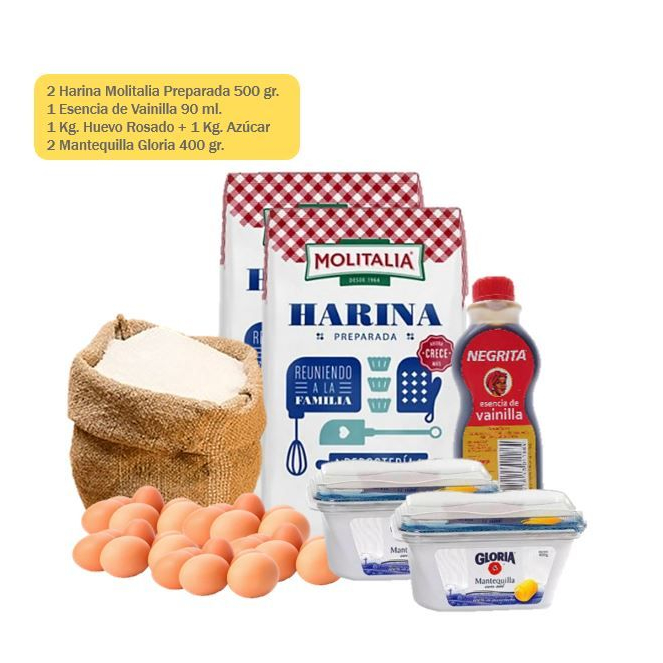 2 Harina Molitalia Preparada 500 gr.
1 Esencia de Vainilla 90 ml.
1 Kg. Huevo Rosado + 1 Kg. Azúcar
2 Mantequilla Gloria 400 gr.
MOLITALIA
DESDE 1964
HARINA
PREPARADA
CRECE
REUNIENDO
A LA
FAMILIA
NEGRITA
esencia de
vainilla
Mante
GLORIA
Mantequilla